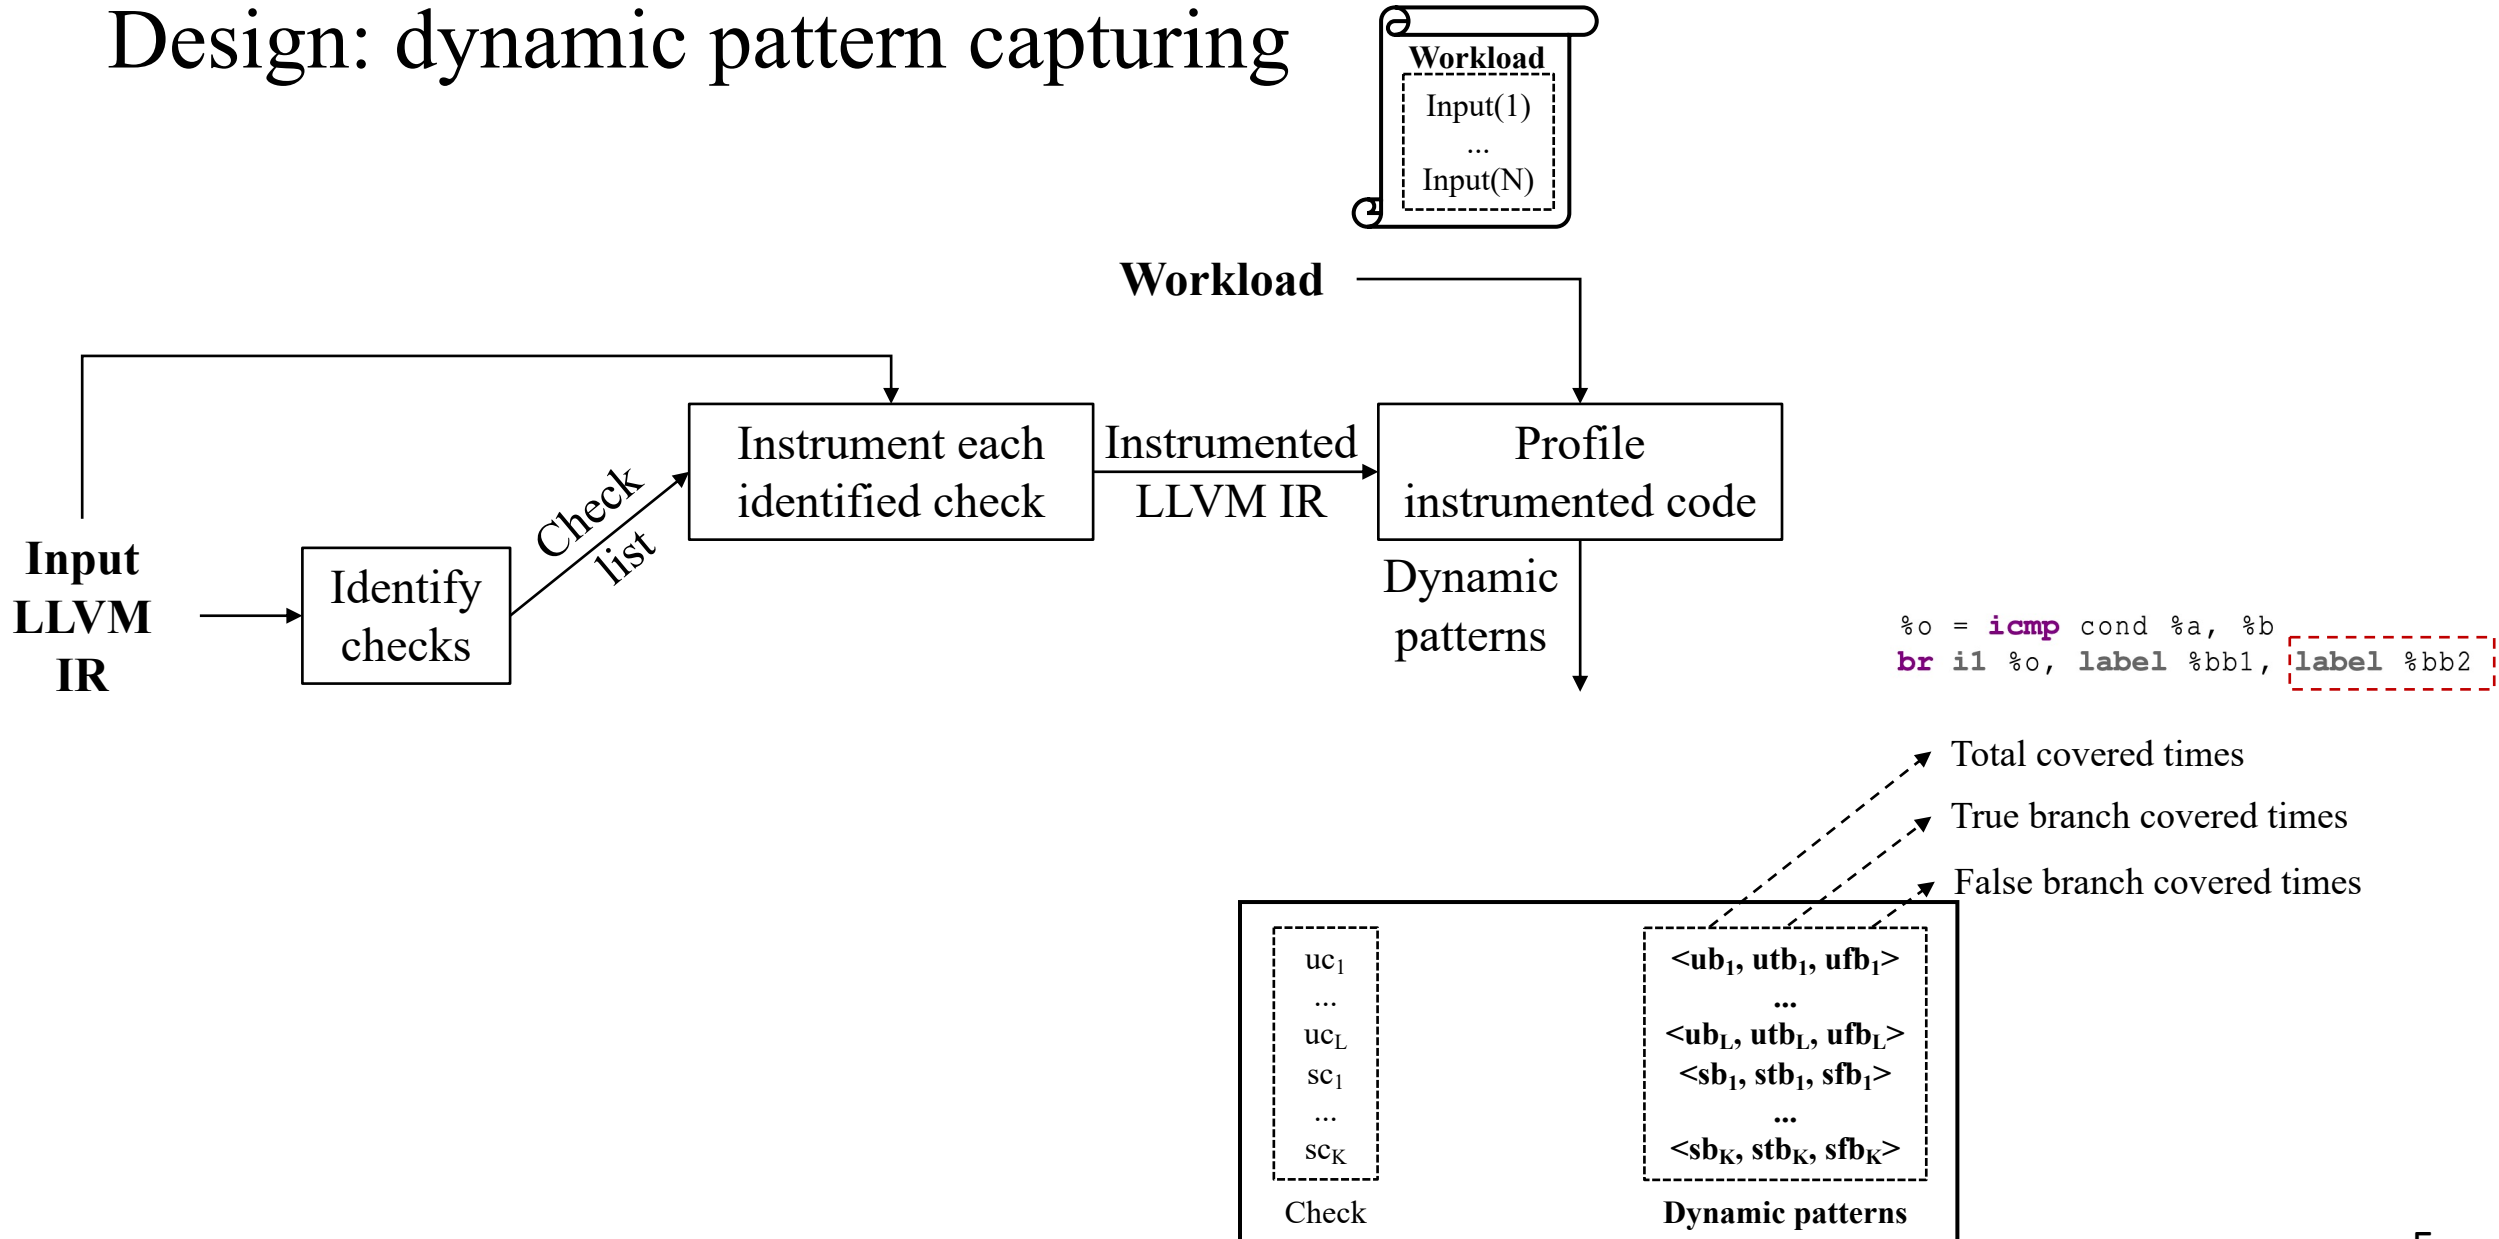 Design: dynamic pattern capturing
Workload
Input(1)
...
Input(N)
Workload
Instrument each
identified check
Instrumented
LLVM IR
Profile
instrumented code
Check
list
Input
LLVM
IR
Identify
checks
Dynamic
patterns
%o = icmp cond %a, %b
br i1 %o, label %bb1, label %bb2
Total covered times
True branch covered times
False branch covered times
uc1
...
ucL
sc1
...
scK
Check
<ub1, utb1, ufb1>
...
<ubL, utbL, ufbL>
<sb1, stb1, sfb1>
...
<sbK, stbK, sfbK>
Dynamic patterns